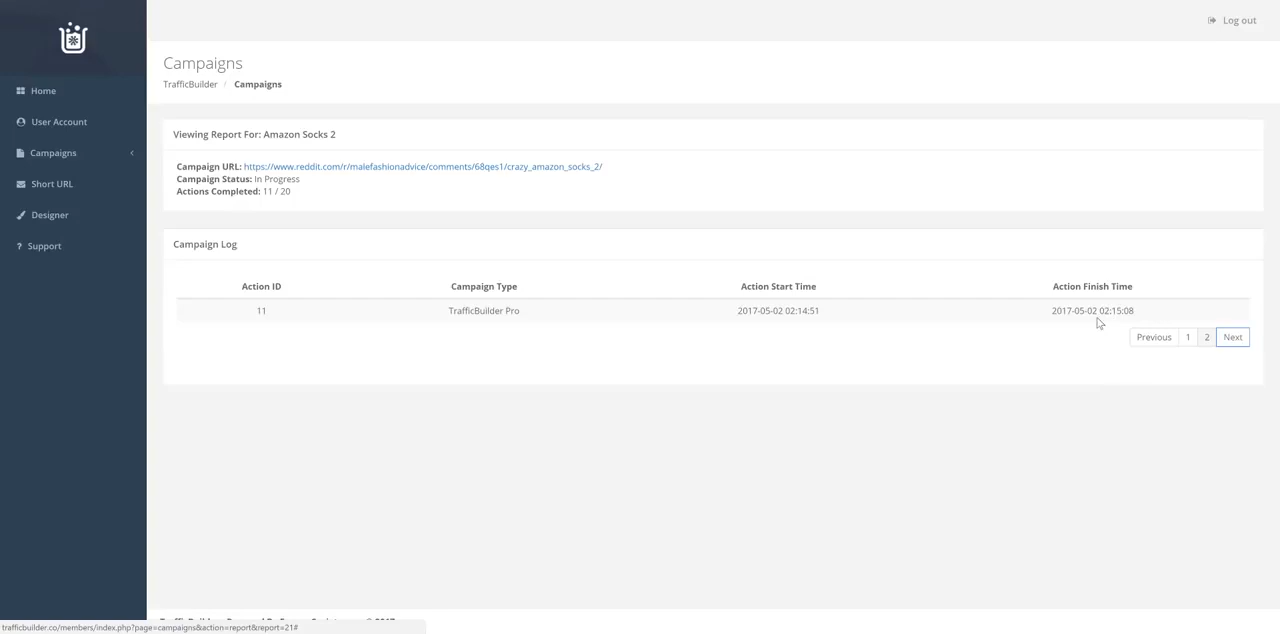 Log out
Campaigns
TrafficBuilder / Campaigns
Home
User Account
Campaigns
Short URL
Designer
? Support
Viewing Report For: Amazon Socks 2
Campaign URL: https://www.reddit.com/r/malefashionadvice/comments/68qes1/crazy_amazon_socks_2/
Campaign Status: In Progress
Actions Completed: 11 / 20
Campaign Log
Action ID Campaign Type Action Start Time Action Finish Time
11 TrafficBuilder Pro 2017-05-02 02:14:51 2017-05-02 02:15:08
Previous 1 2 Next
trafficbuilder.co/members/index.php?page=campaigns&action=report&report=21#